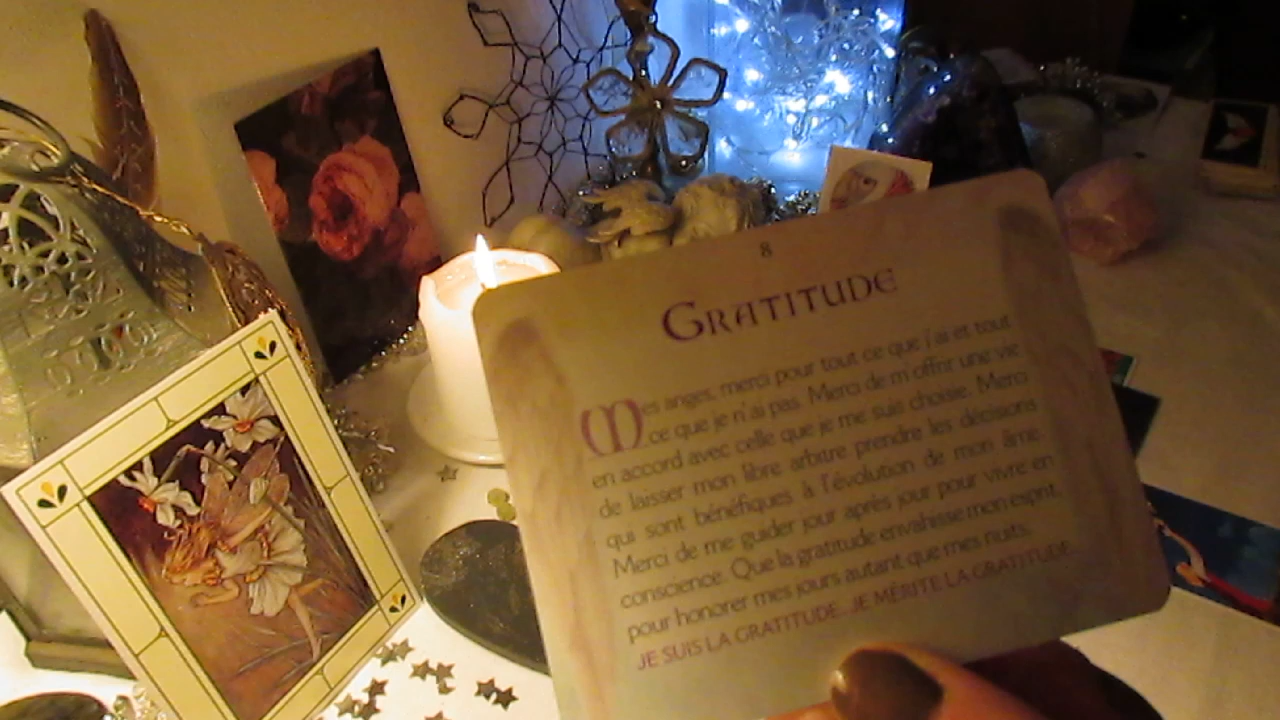 8
GRATITUDE
Mes anges, merci pour tout ce que j'ai et tout
ce que je n'ai pas. Merci de m'offrir une vie
en accord avec celle que je me suis choisie. Merci
de laisser mon libre arbitre prendre les décisions
qui sont bénéfiques à l'évolution de mon âme.
Merci de me guider jour après jour pour vivre en
conscience. Que la gratitude envahisse mon esprit,
pour honorer mes jours autant que mes nuits.
JE SUIS LA GRATITUDE. JE MÉRITE LA GRATITUDE.